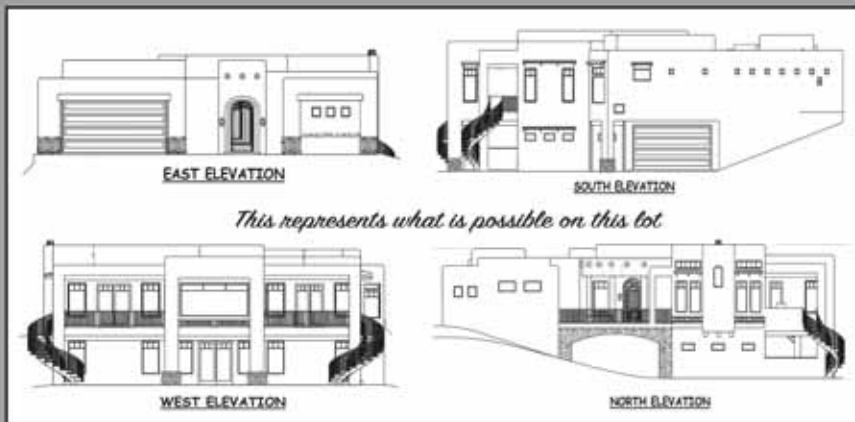 EAST ELEVATION
SOUTH ELEVATION
This represents what is possible on this lot
WEST ELEVATION
NORTH ELEVATION